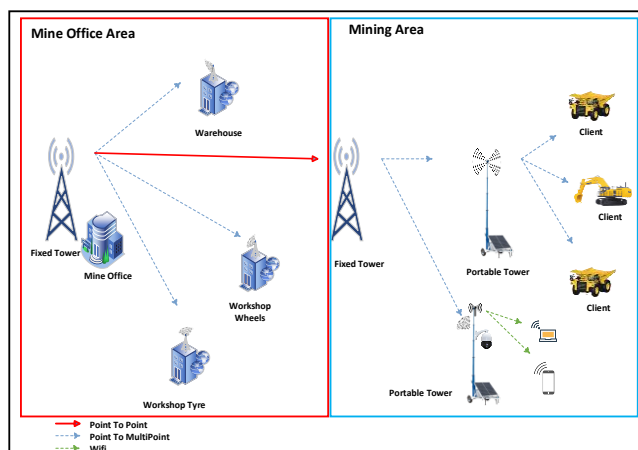 Mine Office Area
Mining Area
Warehouse
Client
Fixed Tower
Mine Office
Workshop
Wheels
Fixed Tower
Portable Tower
Client
Client
Workshop Tyre
Portable Tower
Point To Point
Point To MultiPoint
Wifi